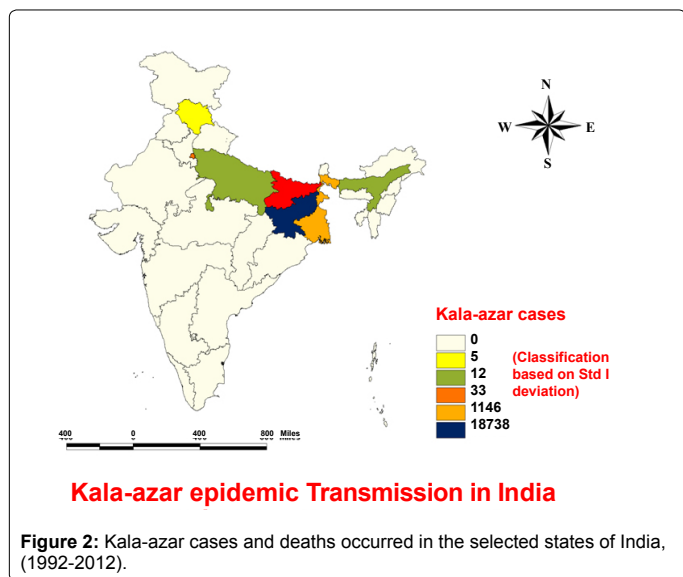 N
W E
S
Kala-azar cases
0
5
12
33
1146
18738
(Classification
based on Std l
deviation)
400 0 400 800 Miles
Kala-azar epidemic Transmission in India
Figure 2: Kala-azar cases and deaths occurred in the selected states of India,
(1992-2012).